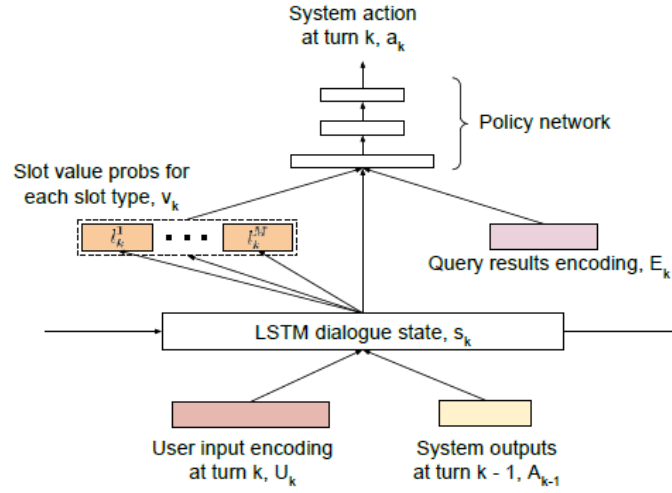 System action
at turn k, a_k
Policy network
Slot value probs for
each slot type, v_k
l_k^1 ... l_k^M
Query results encoding, E_k
LSTM dialogue state, s_k
User input encoding
at turn k, U_k
System outputs
at turn k - 1, A_k-1